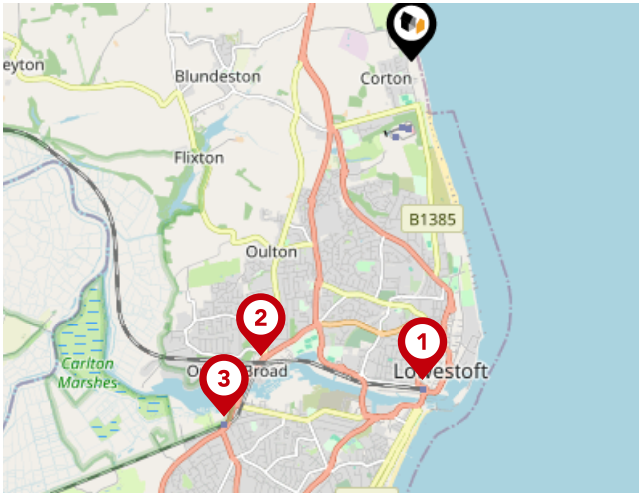 eyton
Blundeston
Corton
Flixton
B1385
Oulton
2
1
3
Carlton
Marshes
O Broad
Lowestoft